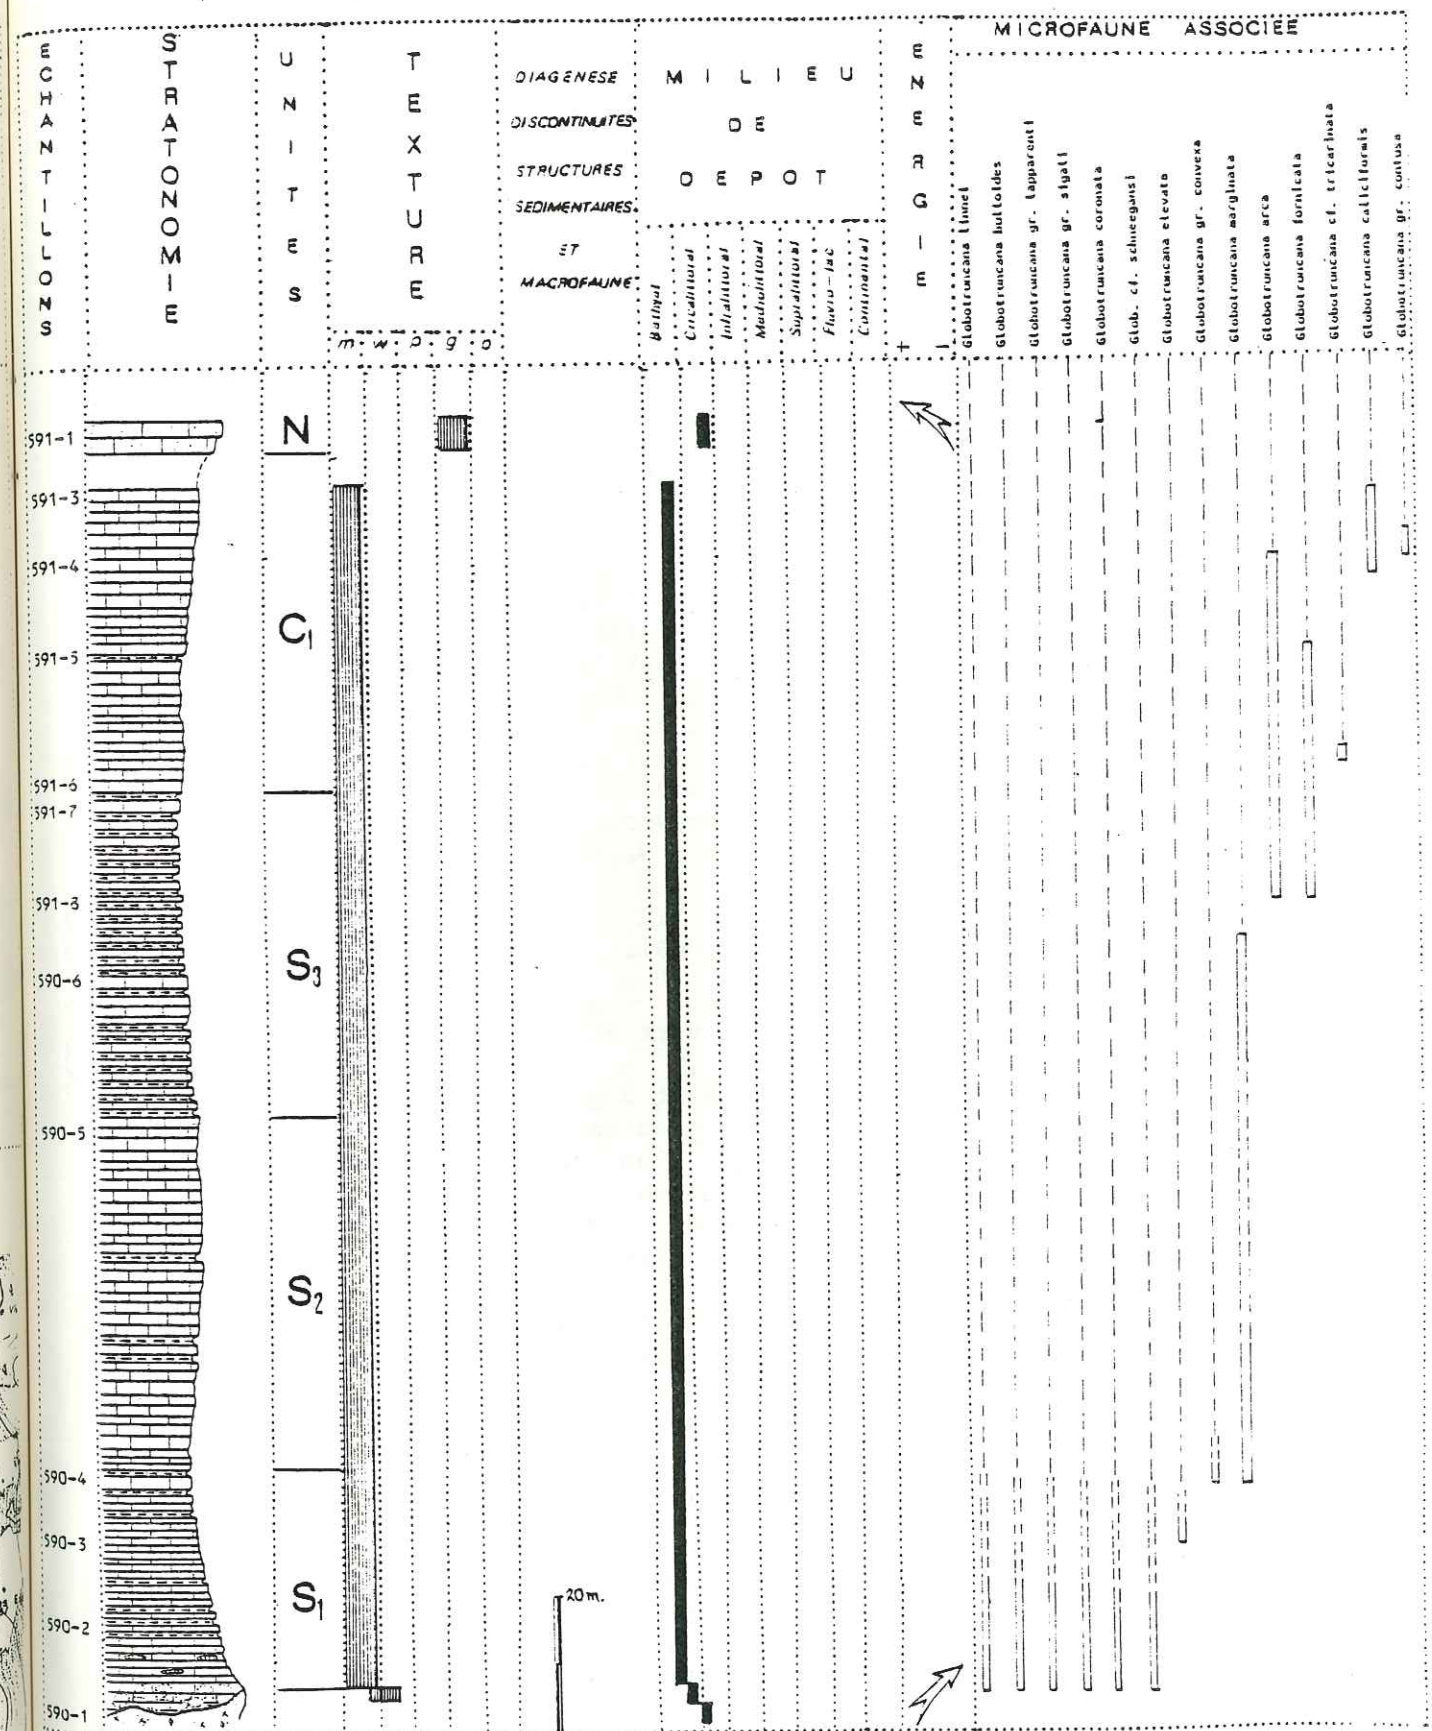 MICROFAUNE ASSOCIEE
ECHANTILLONS
STRATONOMIE
UNITES
TEXTURE
DIAGENESE
DISCONTINUITES
STRUCTURES
SEDIMENTAIRES
ET
MACROFAUNE
MILIEU
DE
DEPOT
ENERGIE
m w p g b
Bathyal
Circalittoral
Infralittoral
Médiolittoral
Supralittoral
Fluvio-lac
Continental
+ -
Globotruncana linnei
Globotruncana bulloides
Globotruncana gr. lapparenti
Globotruncana gr. sigali
Globotruncana coronata
Glob. cf. schneegansi
Globotruncana elevata
Globotruncana gr. convexa
Globotruncana marginata
Globotruncana arca
Globotruncana fornicata
Globotruncana cf. tricarinata
Globotruncana caliciformis
Globotruncana gr. contusa
591-1
N
591-3
591-4
C1
591-5
591-6
591-7
591-3
S3
590-6
590-5
S2
590-4
590-3
S1
20m.
590-2
590-1